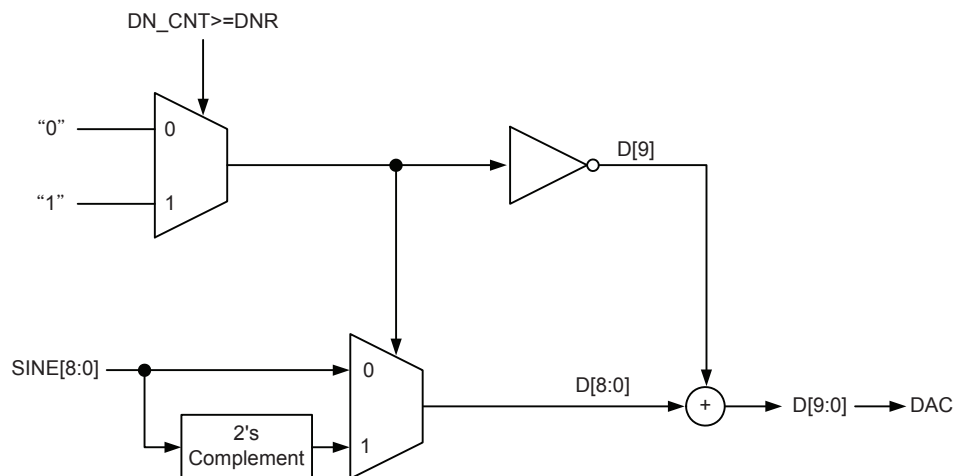 DN_CNT>=DNR
“0”
0
“1”
1
D[9]
SINE[8:0]
0
1
2's
Complement
D[8:0]
+
D[9:0]
DAC